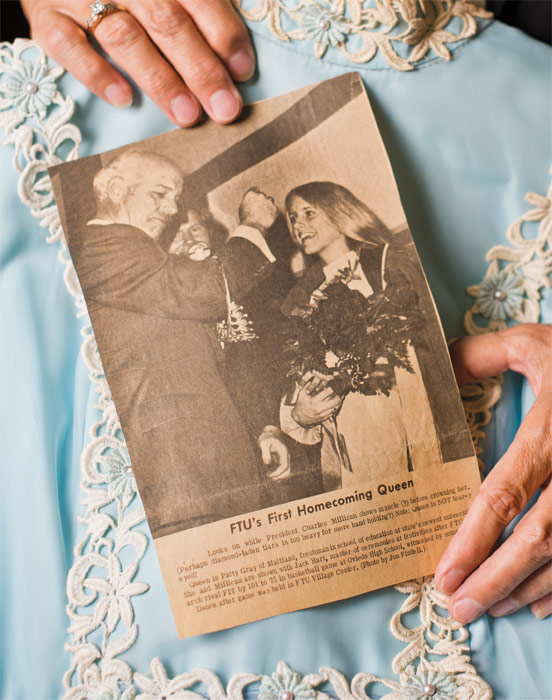 FTU's First Homecoming Queen
Looks on while President Charles Millican shows muscle (?) before crowning her.
(Perhaps diamond-laden tiara is too heavy for mere hand holding?) Note: Queen is NOT teary-
eyed!
Queen is Patty Gray of Maitland, freshman in school of education at state's newest university.
She and Millican are shown with Jack Hart, master of ceremonies at festivities after FTU
arch rival FIT by 101 to 75 in basketball game at Oviedo High School, witnessed by some
Dance after game was held in FTU Village Center. (Photo by Jon Findell)